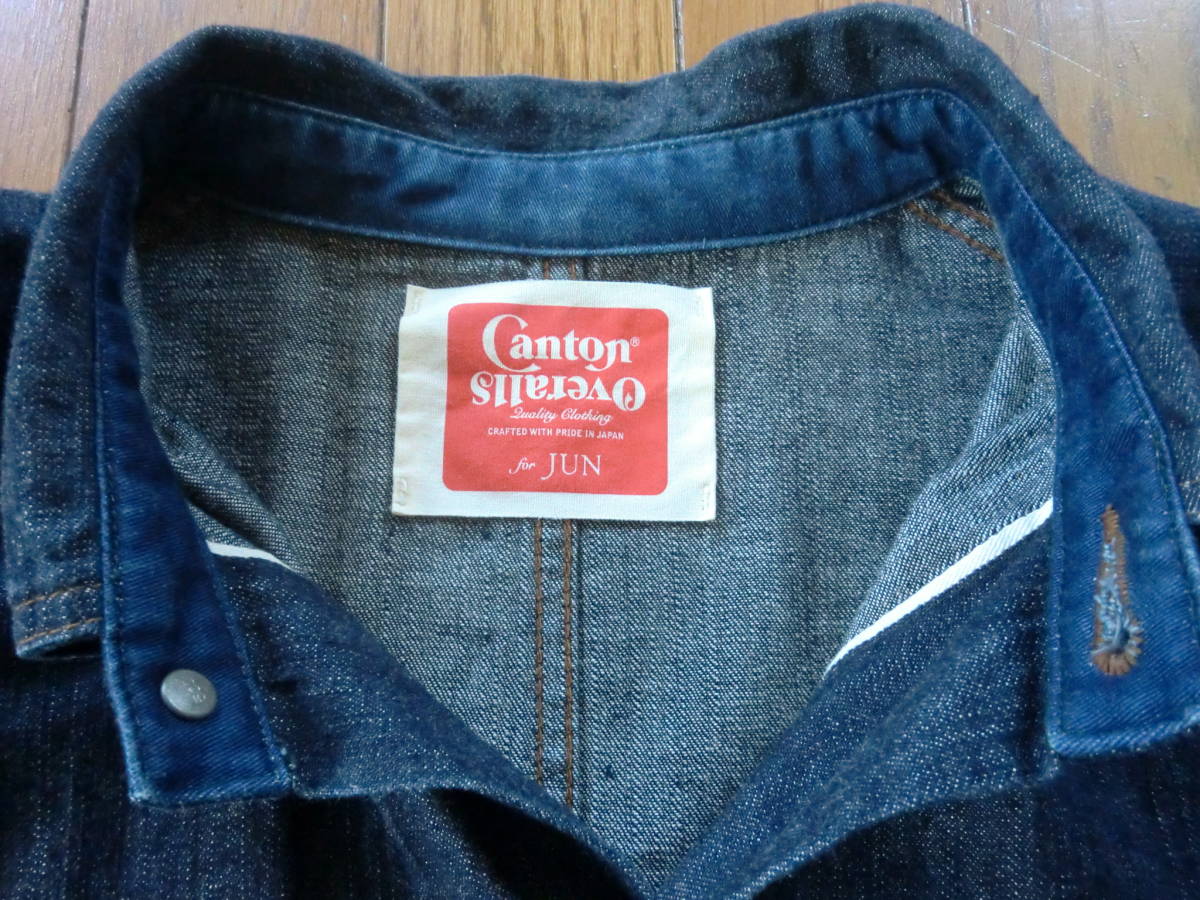 Canton®
Overalls
Quality Clothing
CRAFTED WITH PRIDE IN JAPAN
for JUN